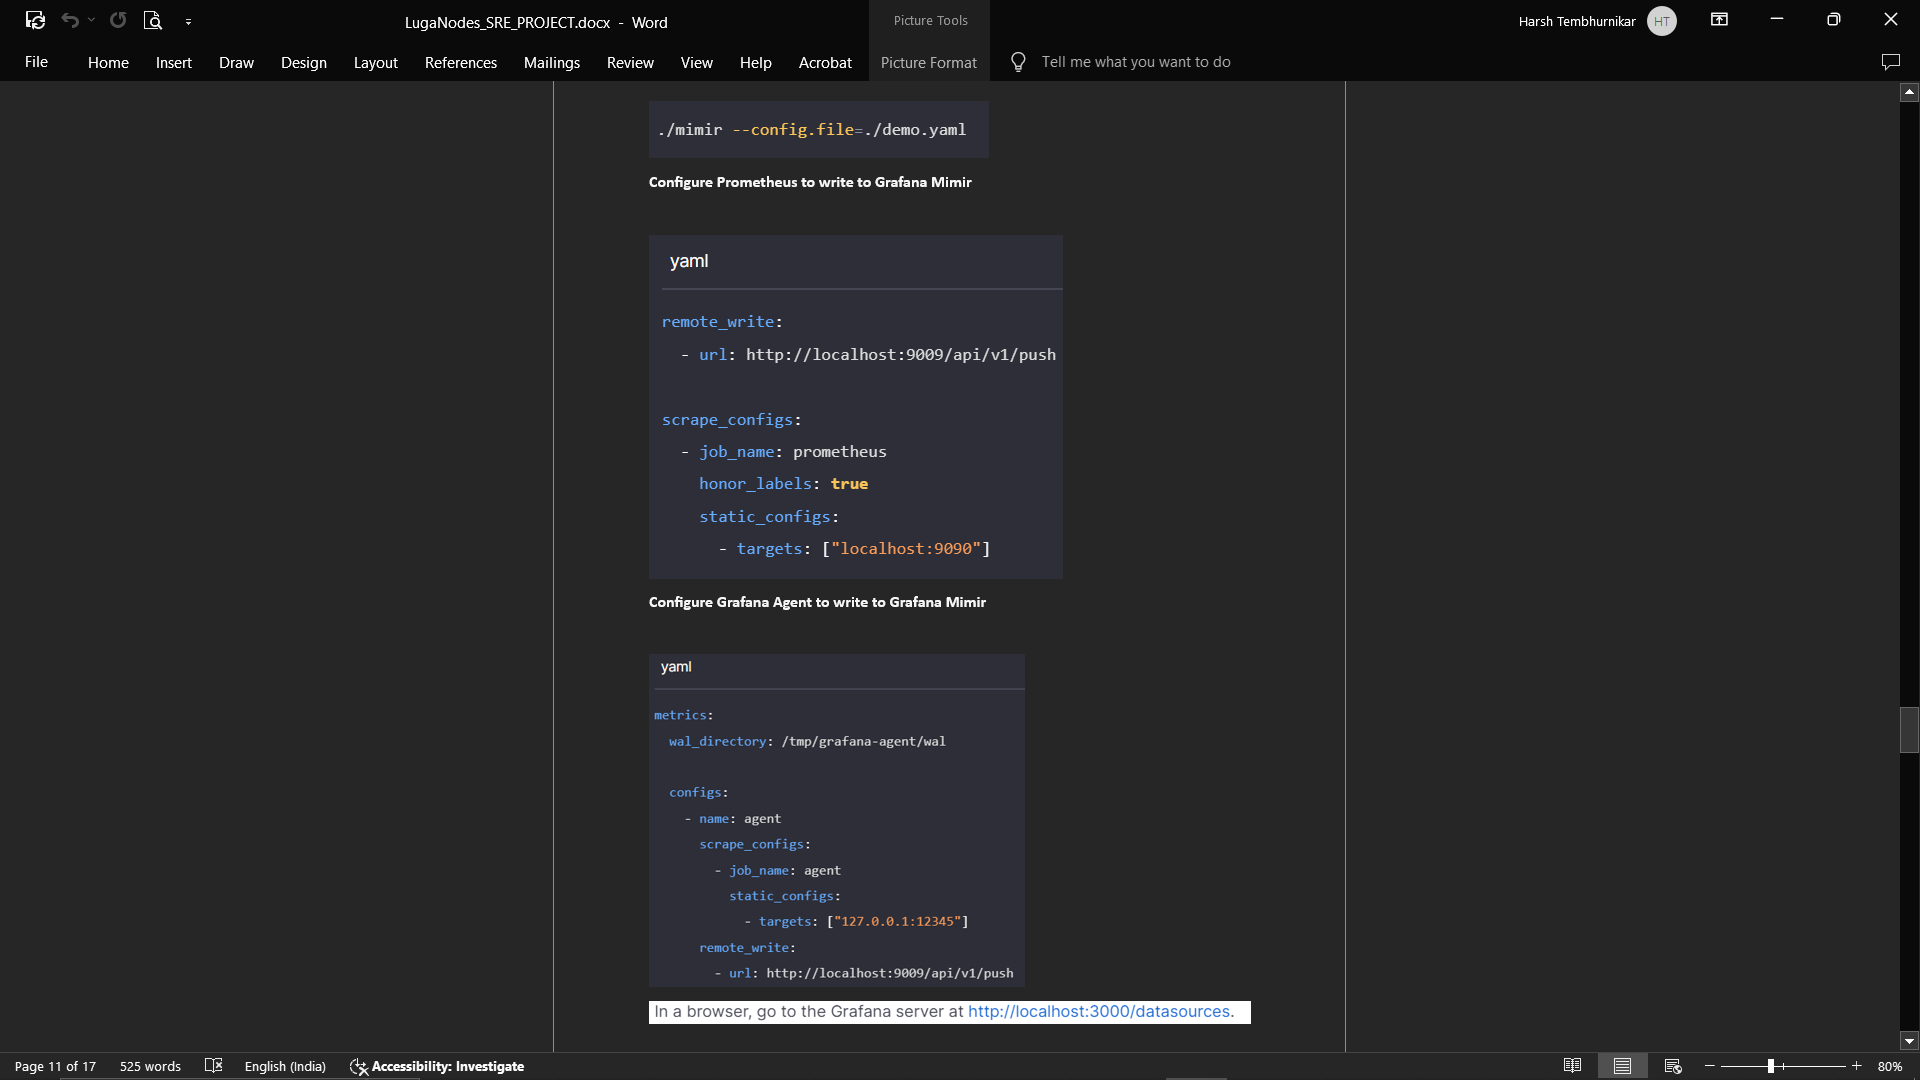 LugaNodes_SRE_PROJECT.docx - Word
Picture Tools
Harsh Tembhurnikar
HT
File
Home
Insert
Draw
Design
Layout
References
Mailings
Review
View
Help
Acrobat
Picture Format
Tell me what you want to do
./mimir --config.file=./demo.yaml
Configure Prometheus to write to Grafana Mimir
yaml
remote_write:
  - url: http://localhost:9009/api/v1/push
scrape_configs:
  - job_name: prometheus
    honor_labels: true
    static_configs:
      - targets: ["localhost:9090"]
Configure Grafana Agent to write to Grafana Mimir
yaml
metrics:
  wal_directory: /tmp/grafana-agent/wal
  configs:
    - name: agent
      scrape_configs:
        - job_name: agent
          static_configs:
            - targets: ["127.0.0.1:12345"]
      remote_write:
        - url: http://localhost:9009/api/v1/push
In a browser, go to the Grafana server at http://localhost:3000/datasources.
Page 11 of 17
525 words
English (India)
Accessibility: Investigate
80%